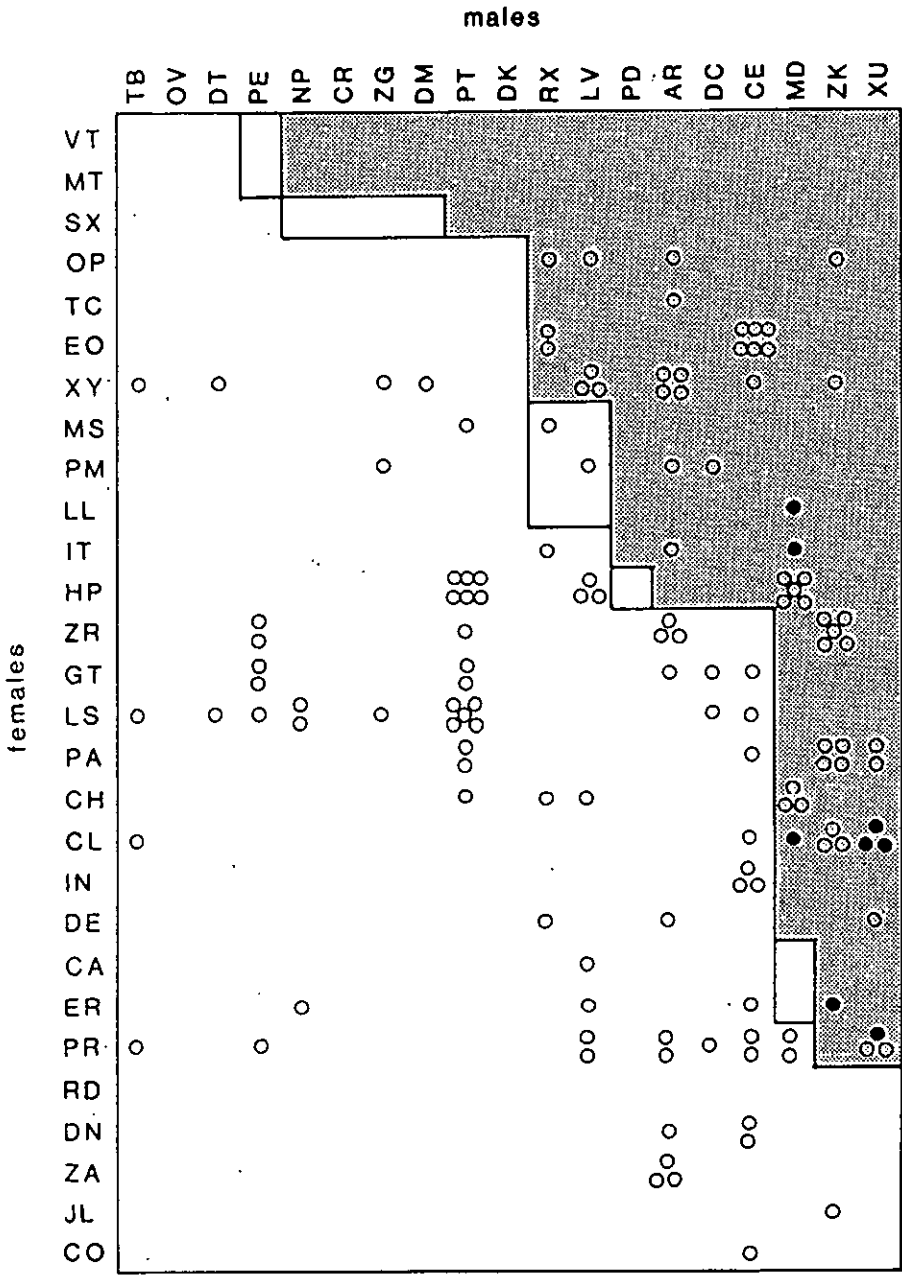 males
TB OV DT PE NP CR ZG DM PT DK RX LV PD AR DC CE MD ZK XU
females
VT
MT
SX
OP
TC
EO
XY
MS
PM
LL
IT
HP
ZR
GT
LS
PA
CH
CL
IN
DE
CA
ER
PR
RD
DN
ZA
JL
CO